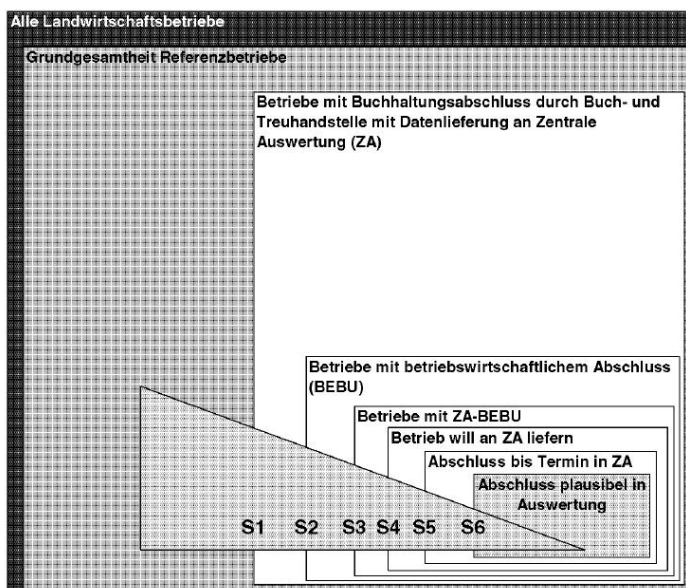 Alle Landwirtschaftsbetriebe
Grundgesamtheit Referenzbetriebe
Betriebe mit Buchhaltungsabschluss durch Buch- und
Treuhandstelle mit Datenlieferung an Zentrale
Auswertung (ZA)
Betriebe mit betriebswirtschaftlichem Abschluss
(BEBU)
Betriebe mit ZA-BEBU
Betrieb will an ZA liefern
Abschluss bis Termin in ZA
Abschluss plausibel in
Auswertung
S1 S2 S3 S4 S5 S6